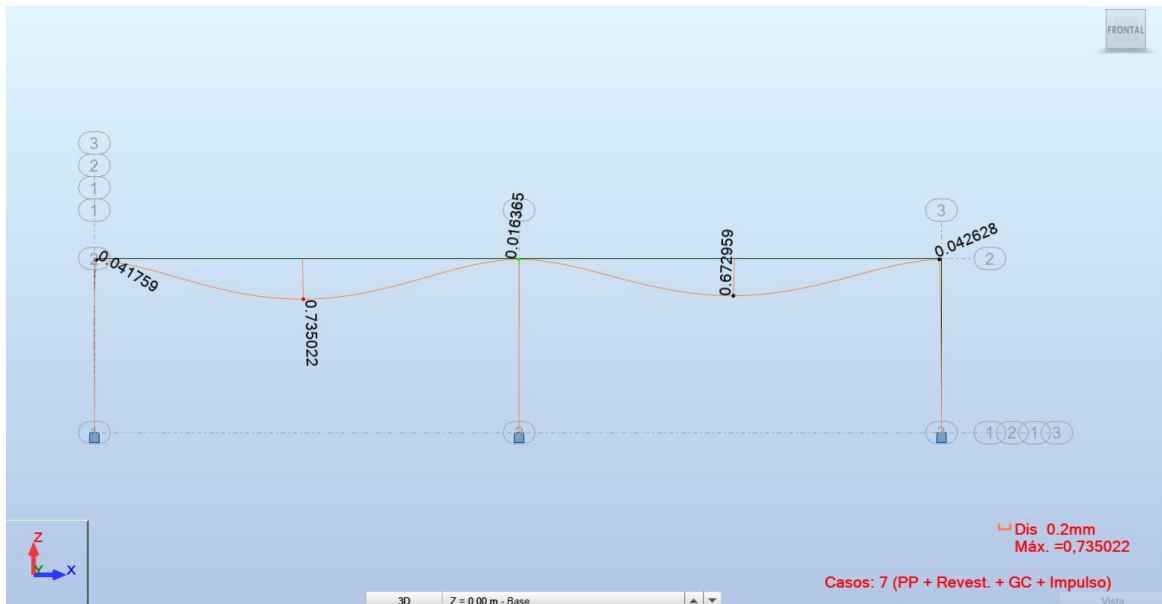 FRONTAL
3
2
1
1
3
0.016365
0.672959
0.042628
2
0.041759
2
0.735022
1 2 1 3
Dis 0.2mm
Máx. =0,735022
Casos: 7 (PP + Revest. + GC + Impulso)
Z
Y
X
3D
Z = 0.00 m - Base
Vista